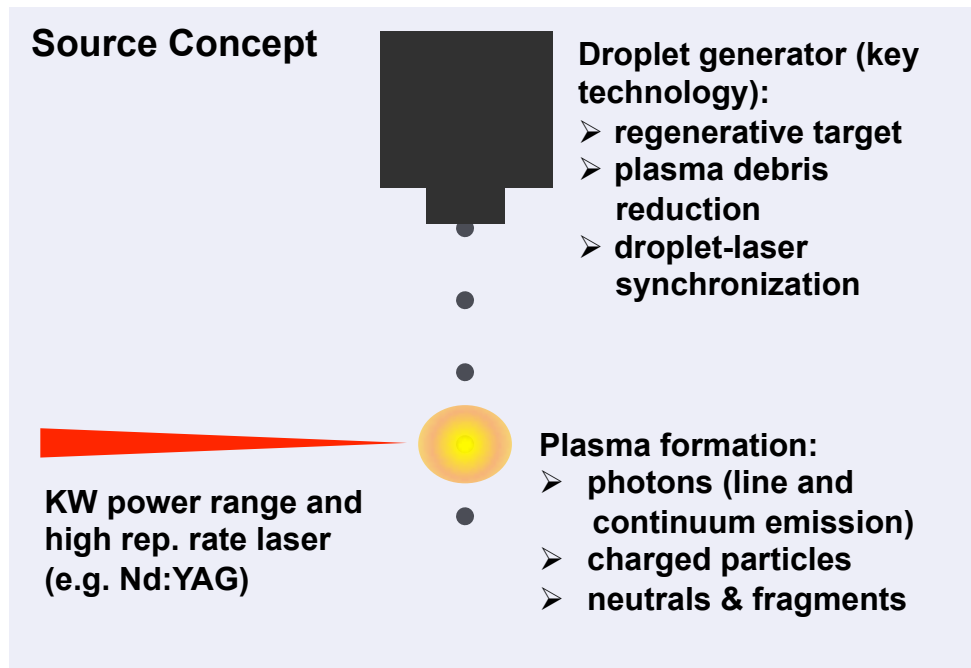 Source Concept
Droplet generator (key
technology):
➢ regenerative target
➢ plasma debris
reduction
➢ droplet-laser
synchronization
KW power range and
high rep. rate laser
(e.g. Nd:YAG)
Plasma formation:
➢ photons (line and
continuum emission)
➢ charged particles
➢ neutrals & fragments